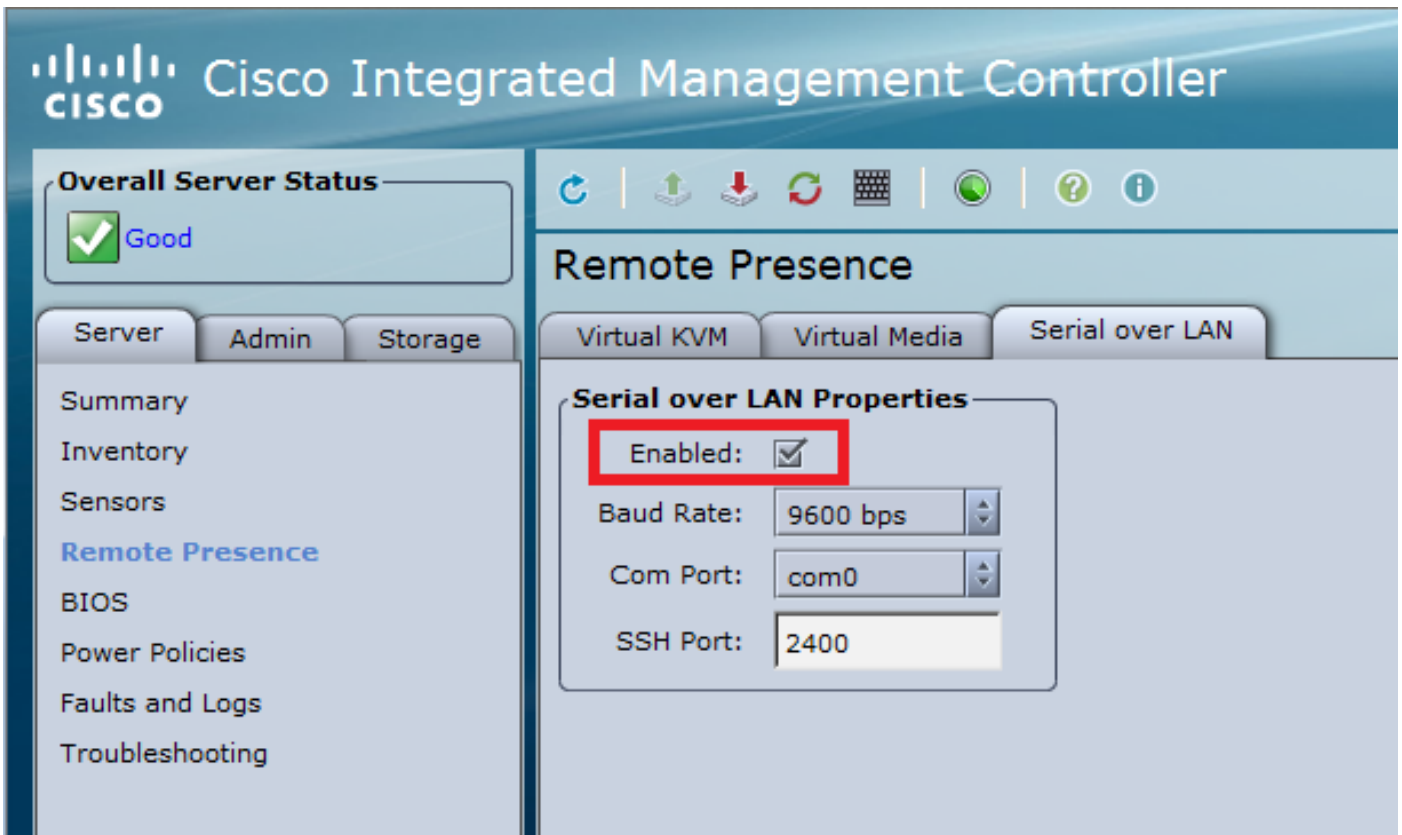 CISCO
Cisco Integrated Management Controller
Overall Server Status
Good
Server Admin Storage
Summary
Inventory
Sensors
Remote Presence
BIOS
Power Policies
Faults and Logs
Troubleshooting
Remote Presence
Virtual KVM Virtual Media Serial over LAN
Serial over LAN Properties
Enabled:
Baud Rate: 9600 bps
Com Port: com0
SSH Port: 2400